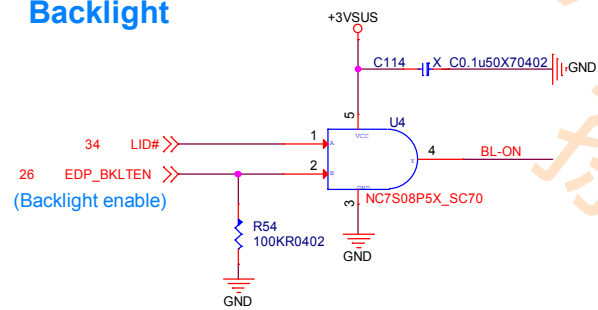 Backlight
+3VSUS
C114 X_C0.1u50X70402 GND
5 U4
VCC
34 LID# 1 A
Y 4 BL-ON
26 EDP_BKLTEN 2 B
(Backlight enable)
GND
3 NC7S08P5X_SC70
R54
100KR0402
GND
GND